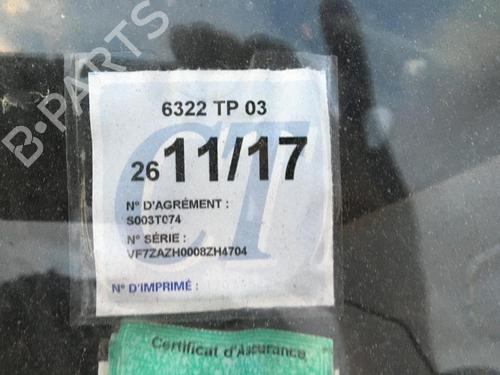 B-PARTS
6322 TP 03
26 11/17
CT
N° D'AGRÉMENT :
S003T074
N° SÉRIE :
VF7ZAZH0008ZH4704
N° D'IMPRIMÉ :
Certificat d'Assurance